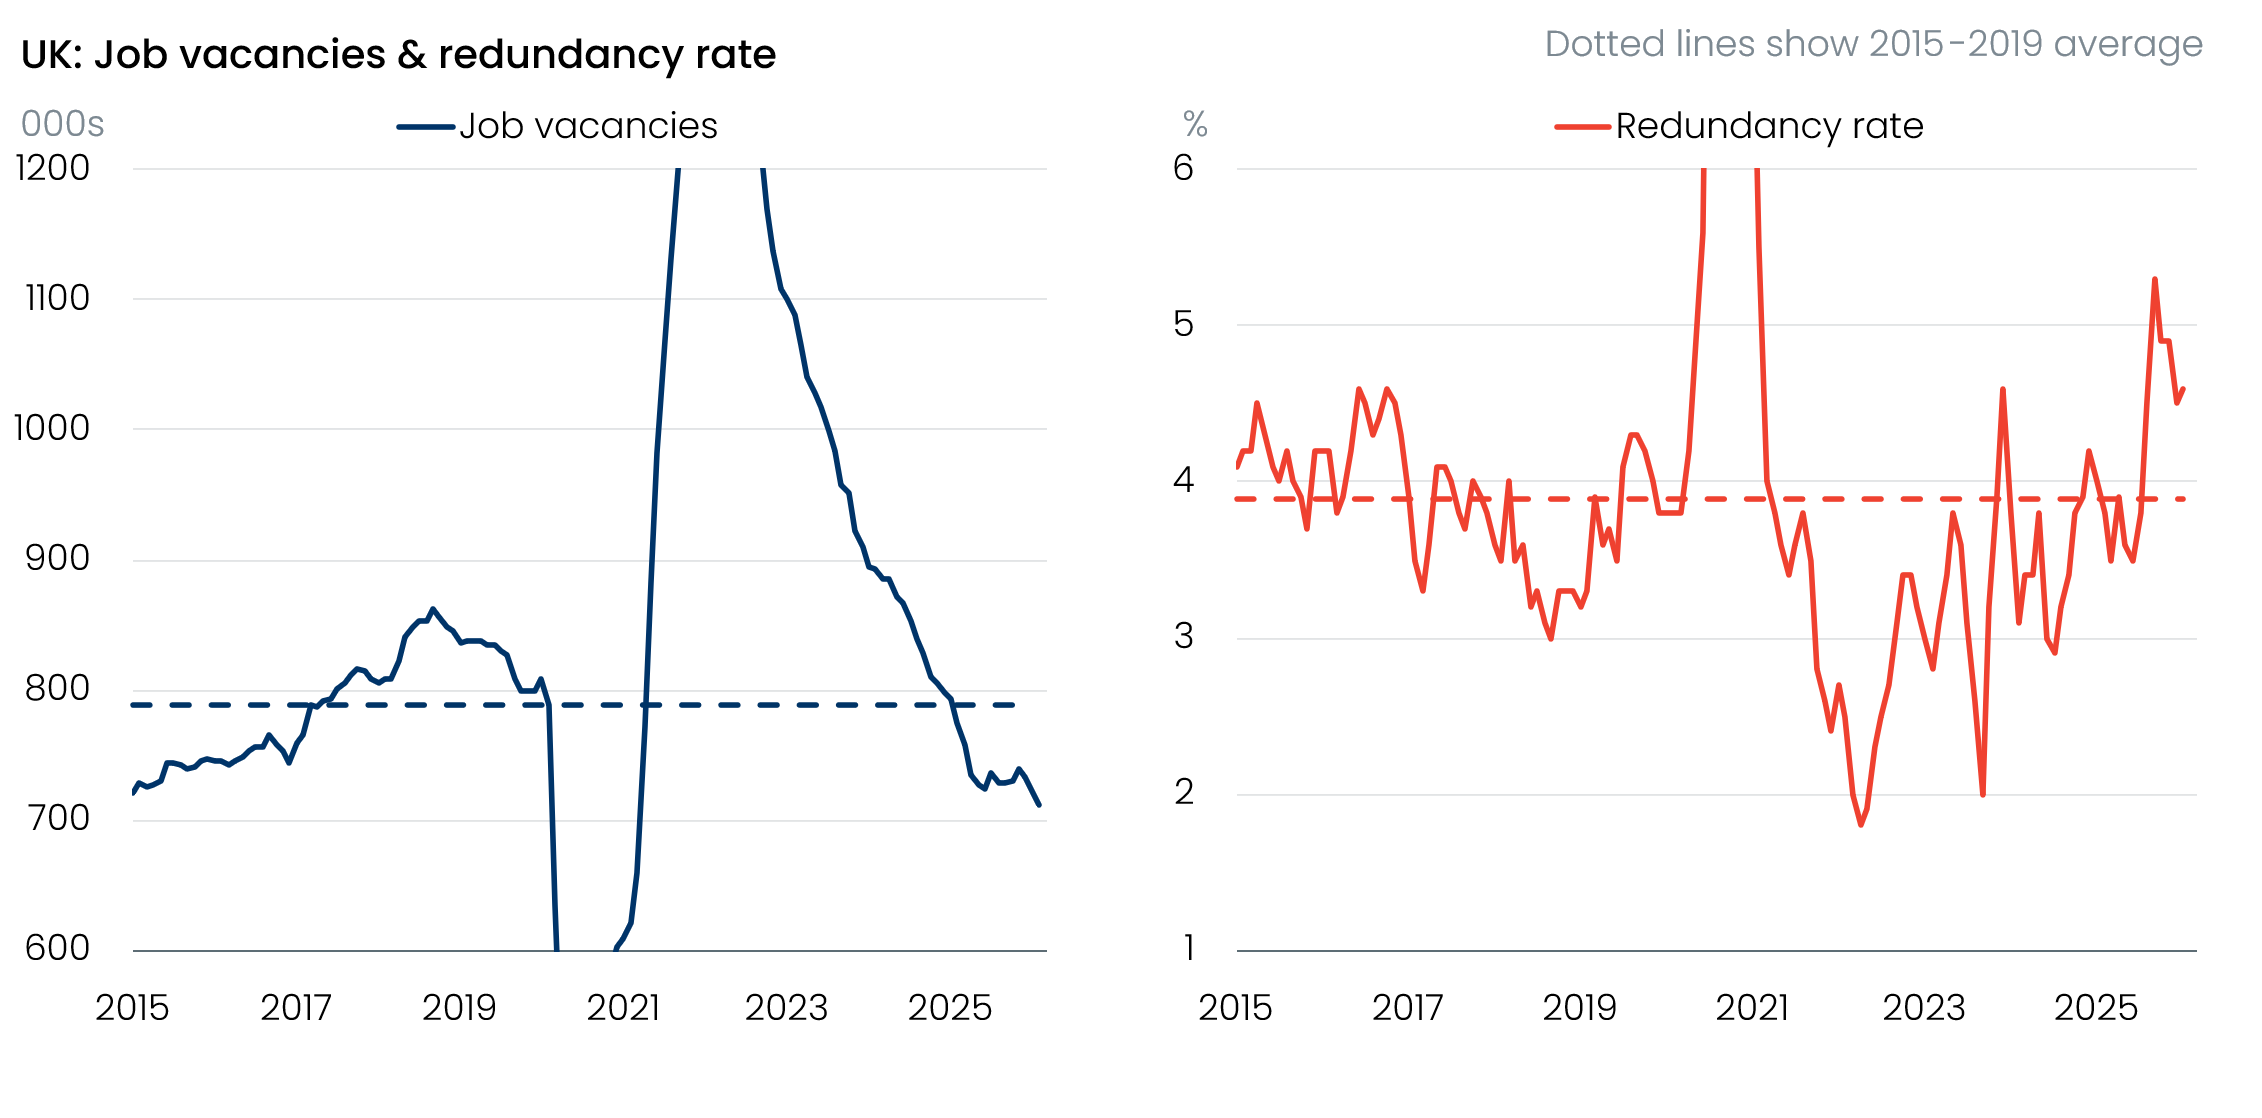 UK: Job vacancies & redundancy rate
Dotted lines show 2015-2019 average
000s
Job vacancies
1200
1100
1000
900
800
700
600
2015 2017 2019 2021 2023 2025
%
Redundancy rate
6
5
4
3
2
1
2015 2017 2019 2021 2023 2025